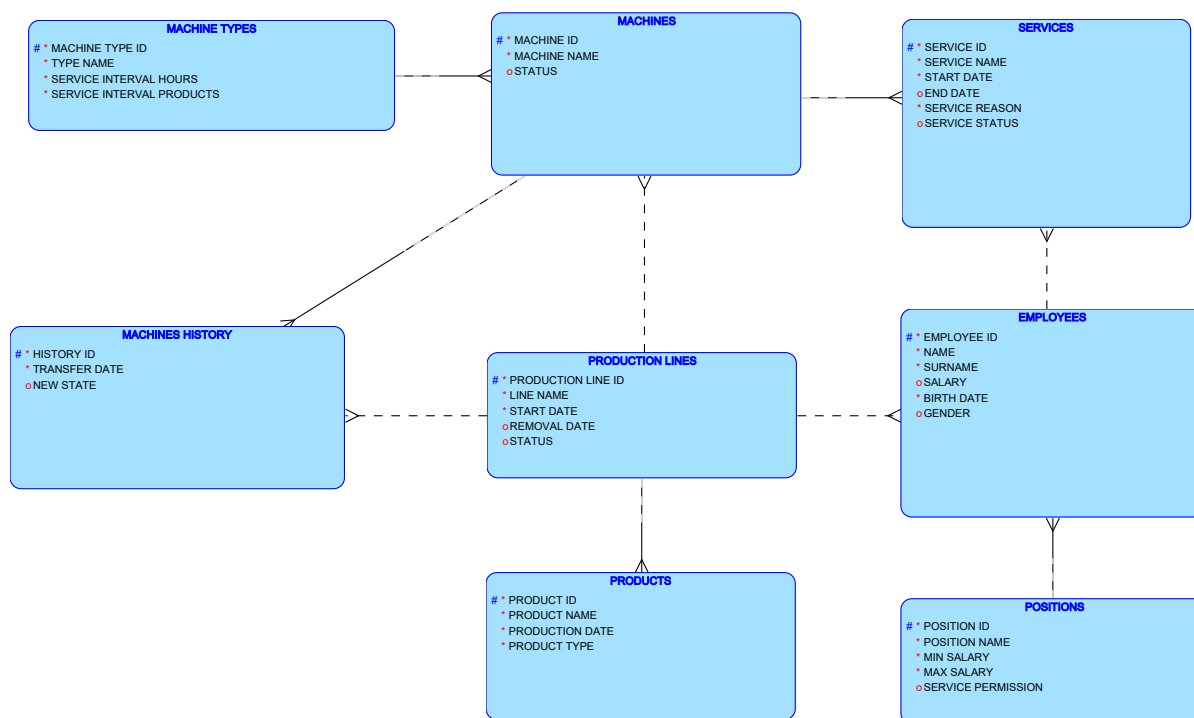 MACHINE TYPES
# * MACHINE TYPE ID
* TYPE NAME
* SERVICE INTERVAL HOURS
* SERVICE INTERVAL PRODUCTS
MACHINES
# * MACHINE ID
* MACHINE NAME
o STATUS
SERVICES
# * SERVICE ID
* SERVICE NAME
* START DATE
o END DATE
* SERVICE REASON
o SERVICE STATUS
MACHINES HISTORY
# * HISTORY ID
* TRANSFER DATE
o NEW STATE
PRODUCTION LINES
# * PRODUCTION LINE ID
* LINE NAME
* START DATE
o REMOVAL DATE
o STATUS
EMPLOYEES
# * EMPLOYEE ID
* NAME
* SURNAME
o SALARY
* BIRTH DATE
o GENDER
PRODUCTS
# * PRODUCT ID
* PRODUCT NAME
* PRODUCTION DATE
* PRODUCT TYPE
POSITIONS
# * POSITION ID
* POSITION NAME
* MIN SALARY
* MAX SALARY
o SERVICE PERMISSION